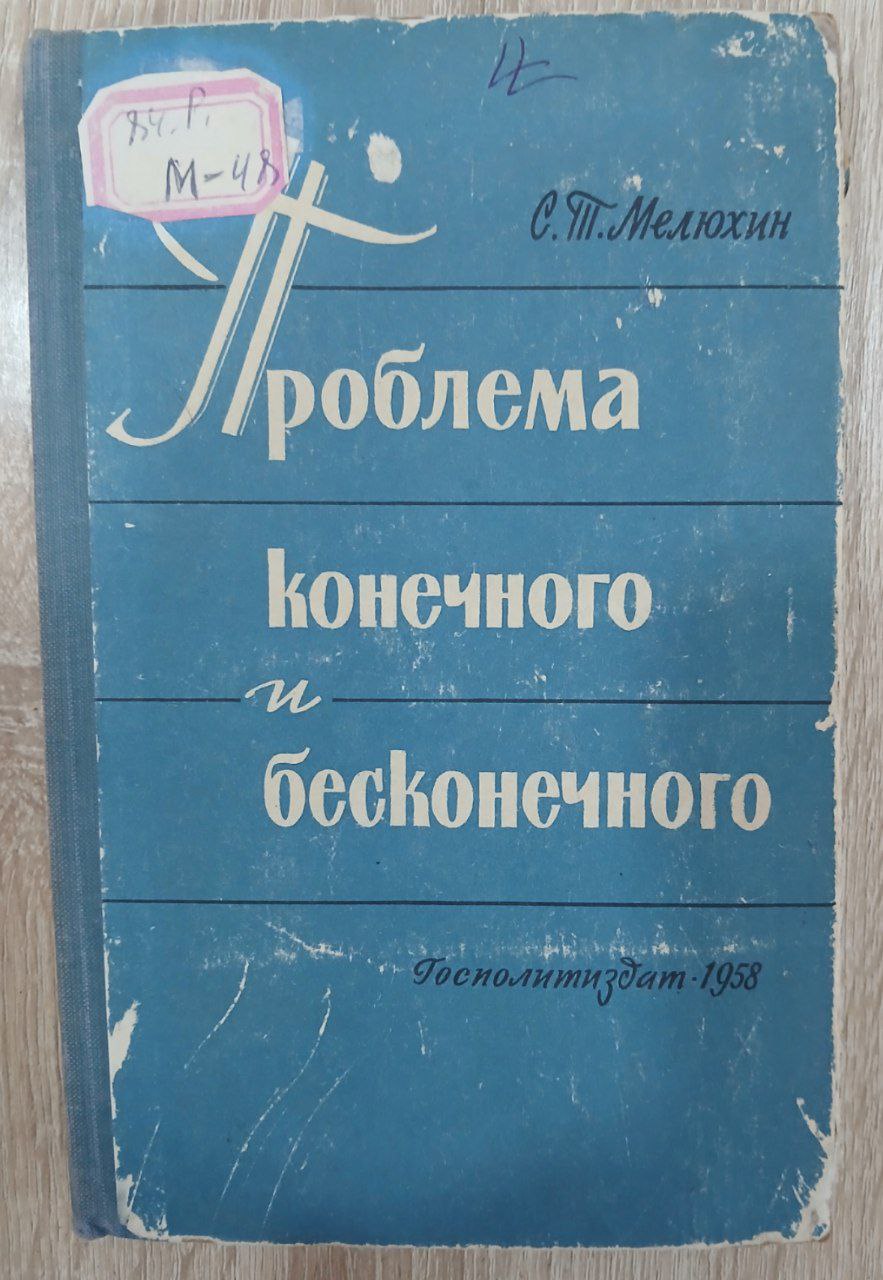 84.Р.
М-48
С.Т.Мелюхин
Проблема
конечного
и
бесконечного
Госполитиздат·1958